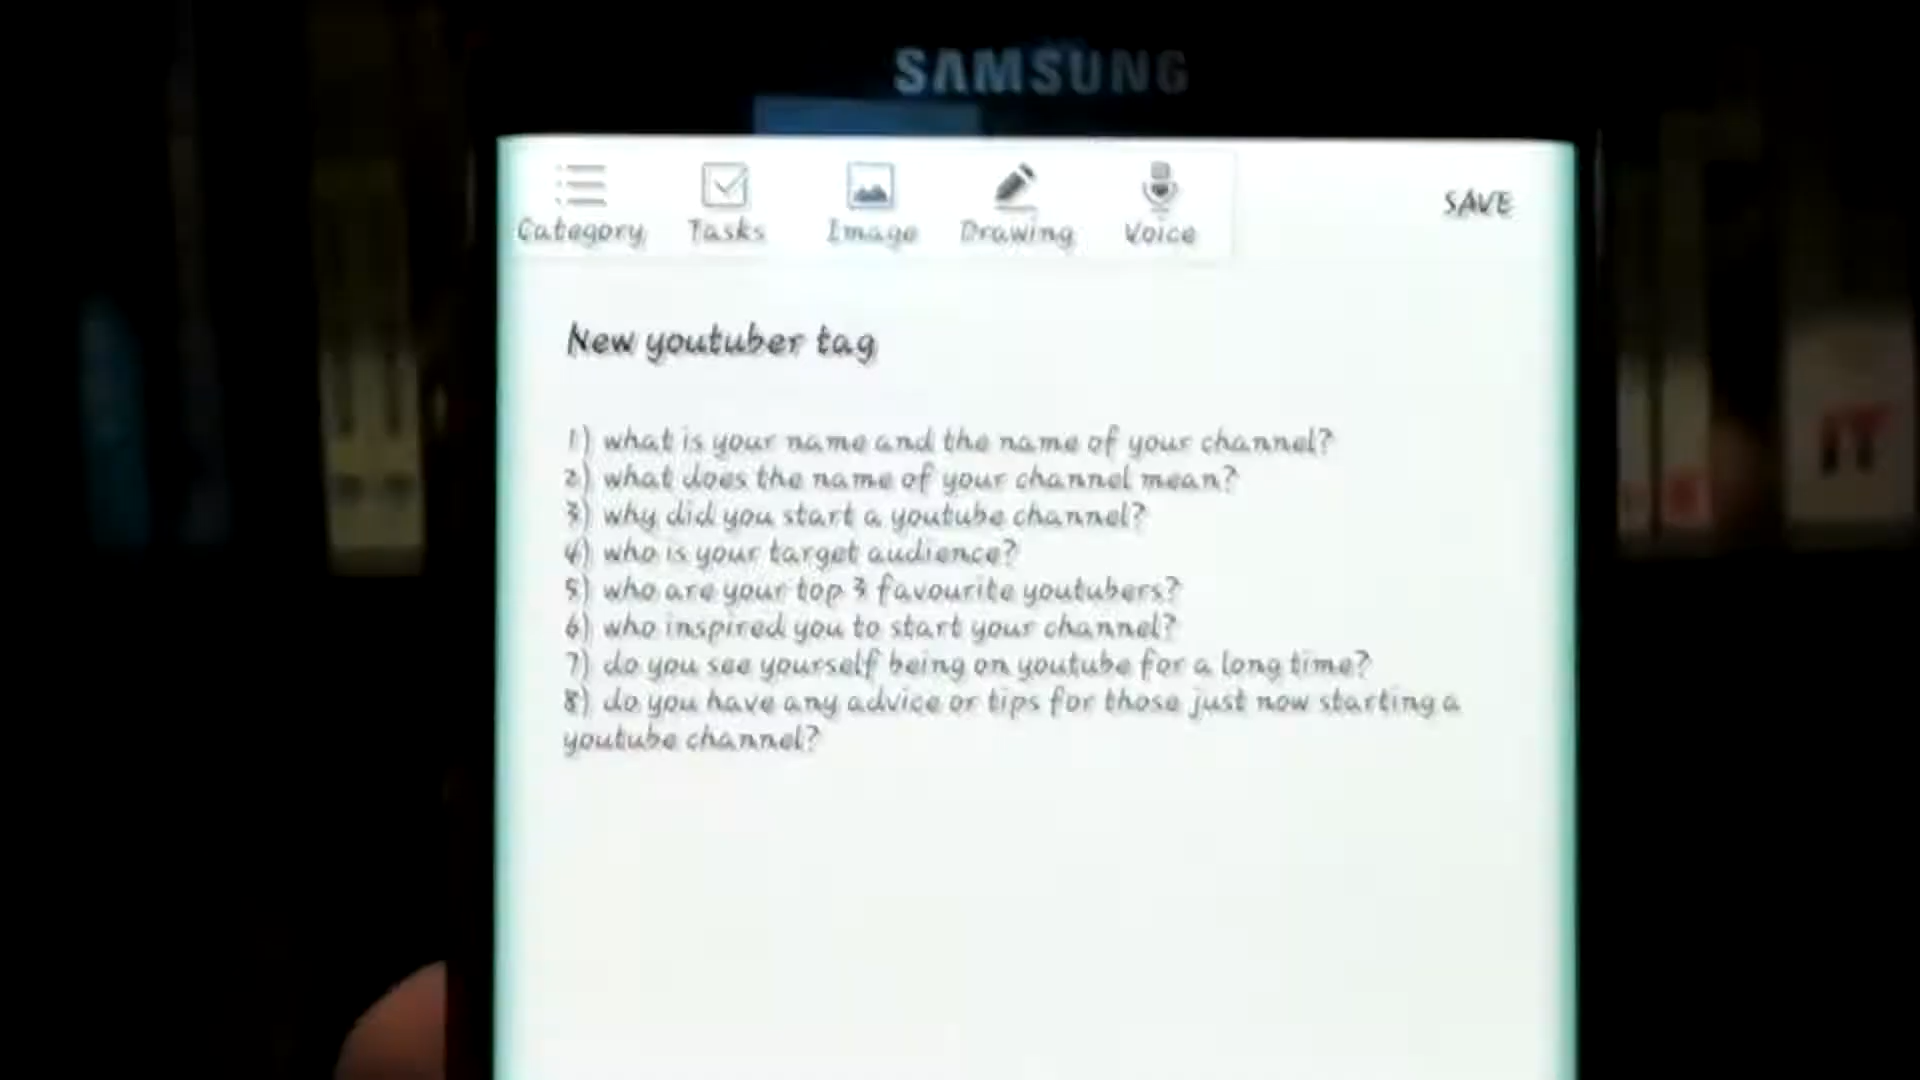 SAMSUNG
Category Tasks Image Drawing Voice
SAVE
New youtuber tag
1) what is your name and the name of your channel?
2) what does the name of your channel mean?
3) why did you start a youtube channel?
4) who is your target audience?
5) who are your top 3 favourite youtubers?
6) who inspired you to start your channel?
7) do you see yourself being on youtube for a long time?
8) do you have any advice or tips for those just now starting a
youtube channel?
IT